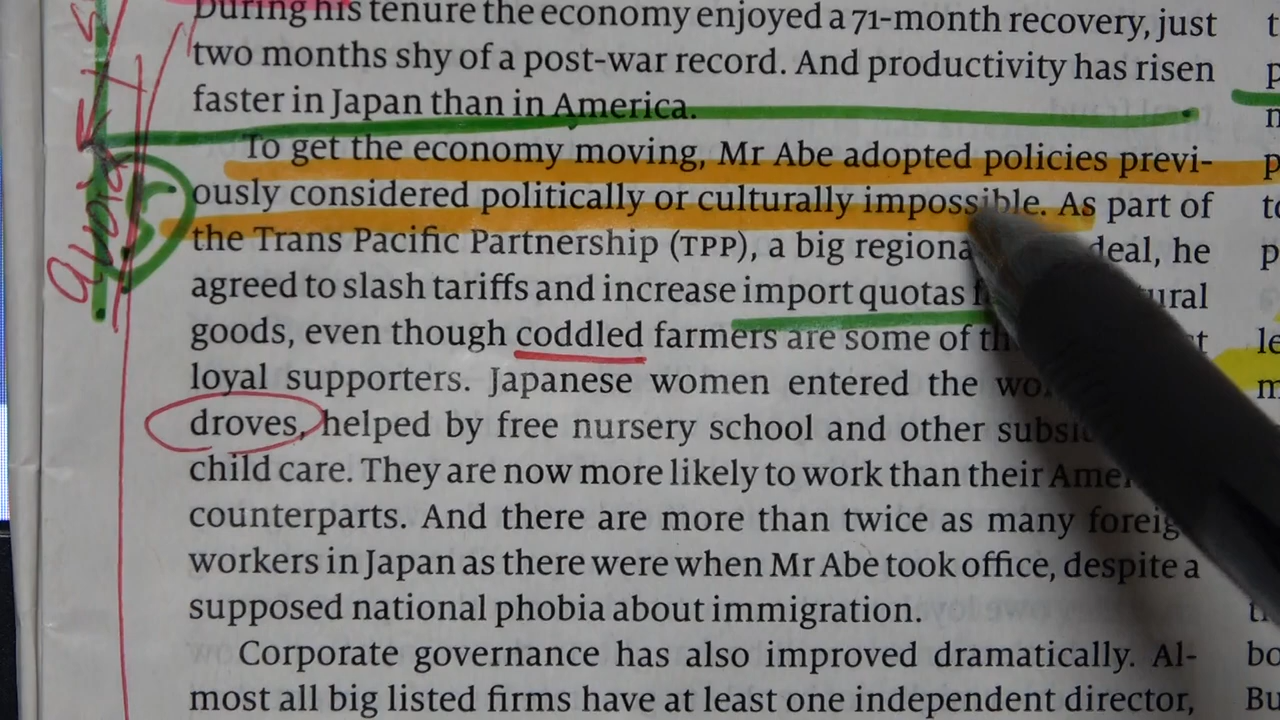 During his tenure the economy enjoyed a 71-month recovery, just
two months shy of a post-war record. And productivity has risen
faster in Japan than in America.
To get the economy moving, Mr Abe adopted policies previ-
ously considered politically or culturally impossible. As part of
the Trans Pacific Partnership (TPP), a big regiona deal, he
agreed to slash tariffs and increase import quotas ural
goods, even though coddled farmers are some of th t
loyal supporters. Japanese women entered the wo
droves, helped by free nursery school and other subsi
child care. They are now more likely to work than their Amer
counterparts. And there are more than twice as many foreig
workers in Japan as there were when Mr Abe took office, despite a
supposed national phobia about immigration.
Corporate governance has also improved dramatically. Al-
most all big listed firms have at least one independent director,